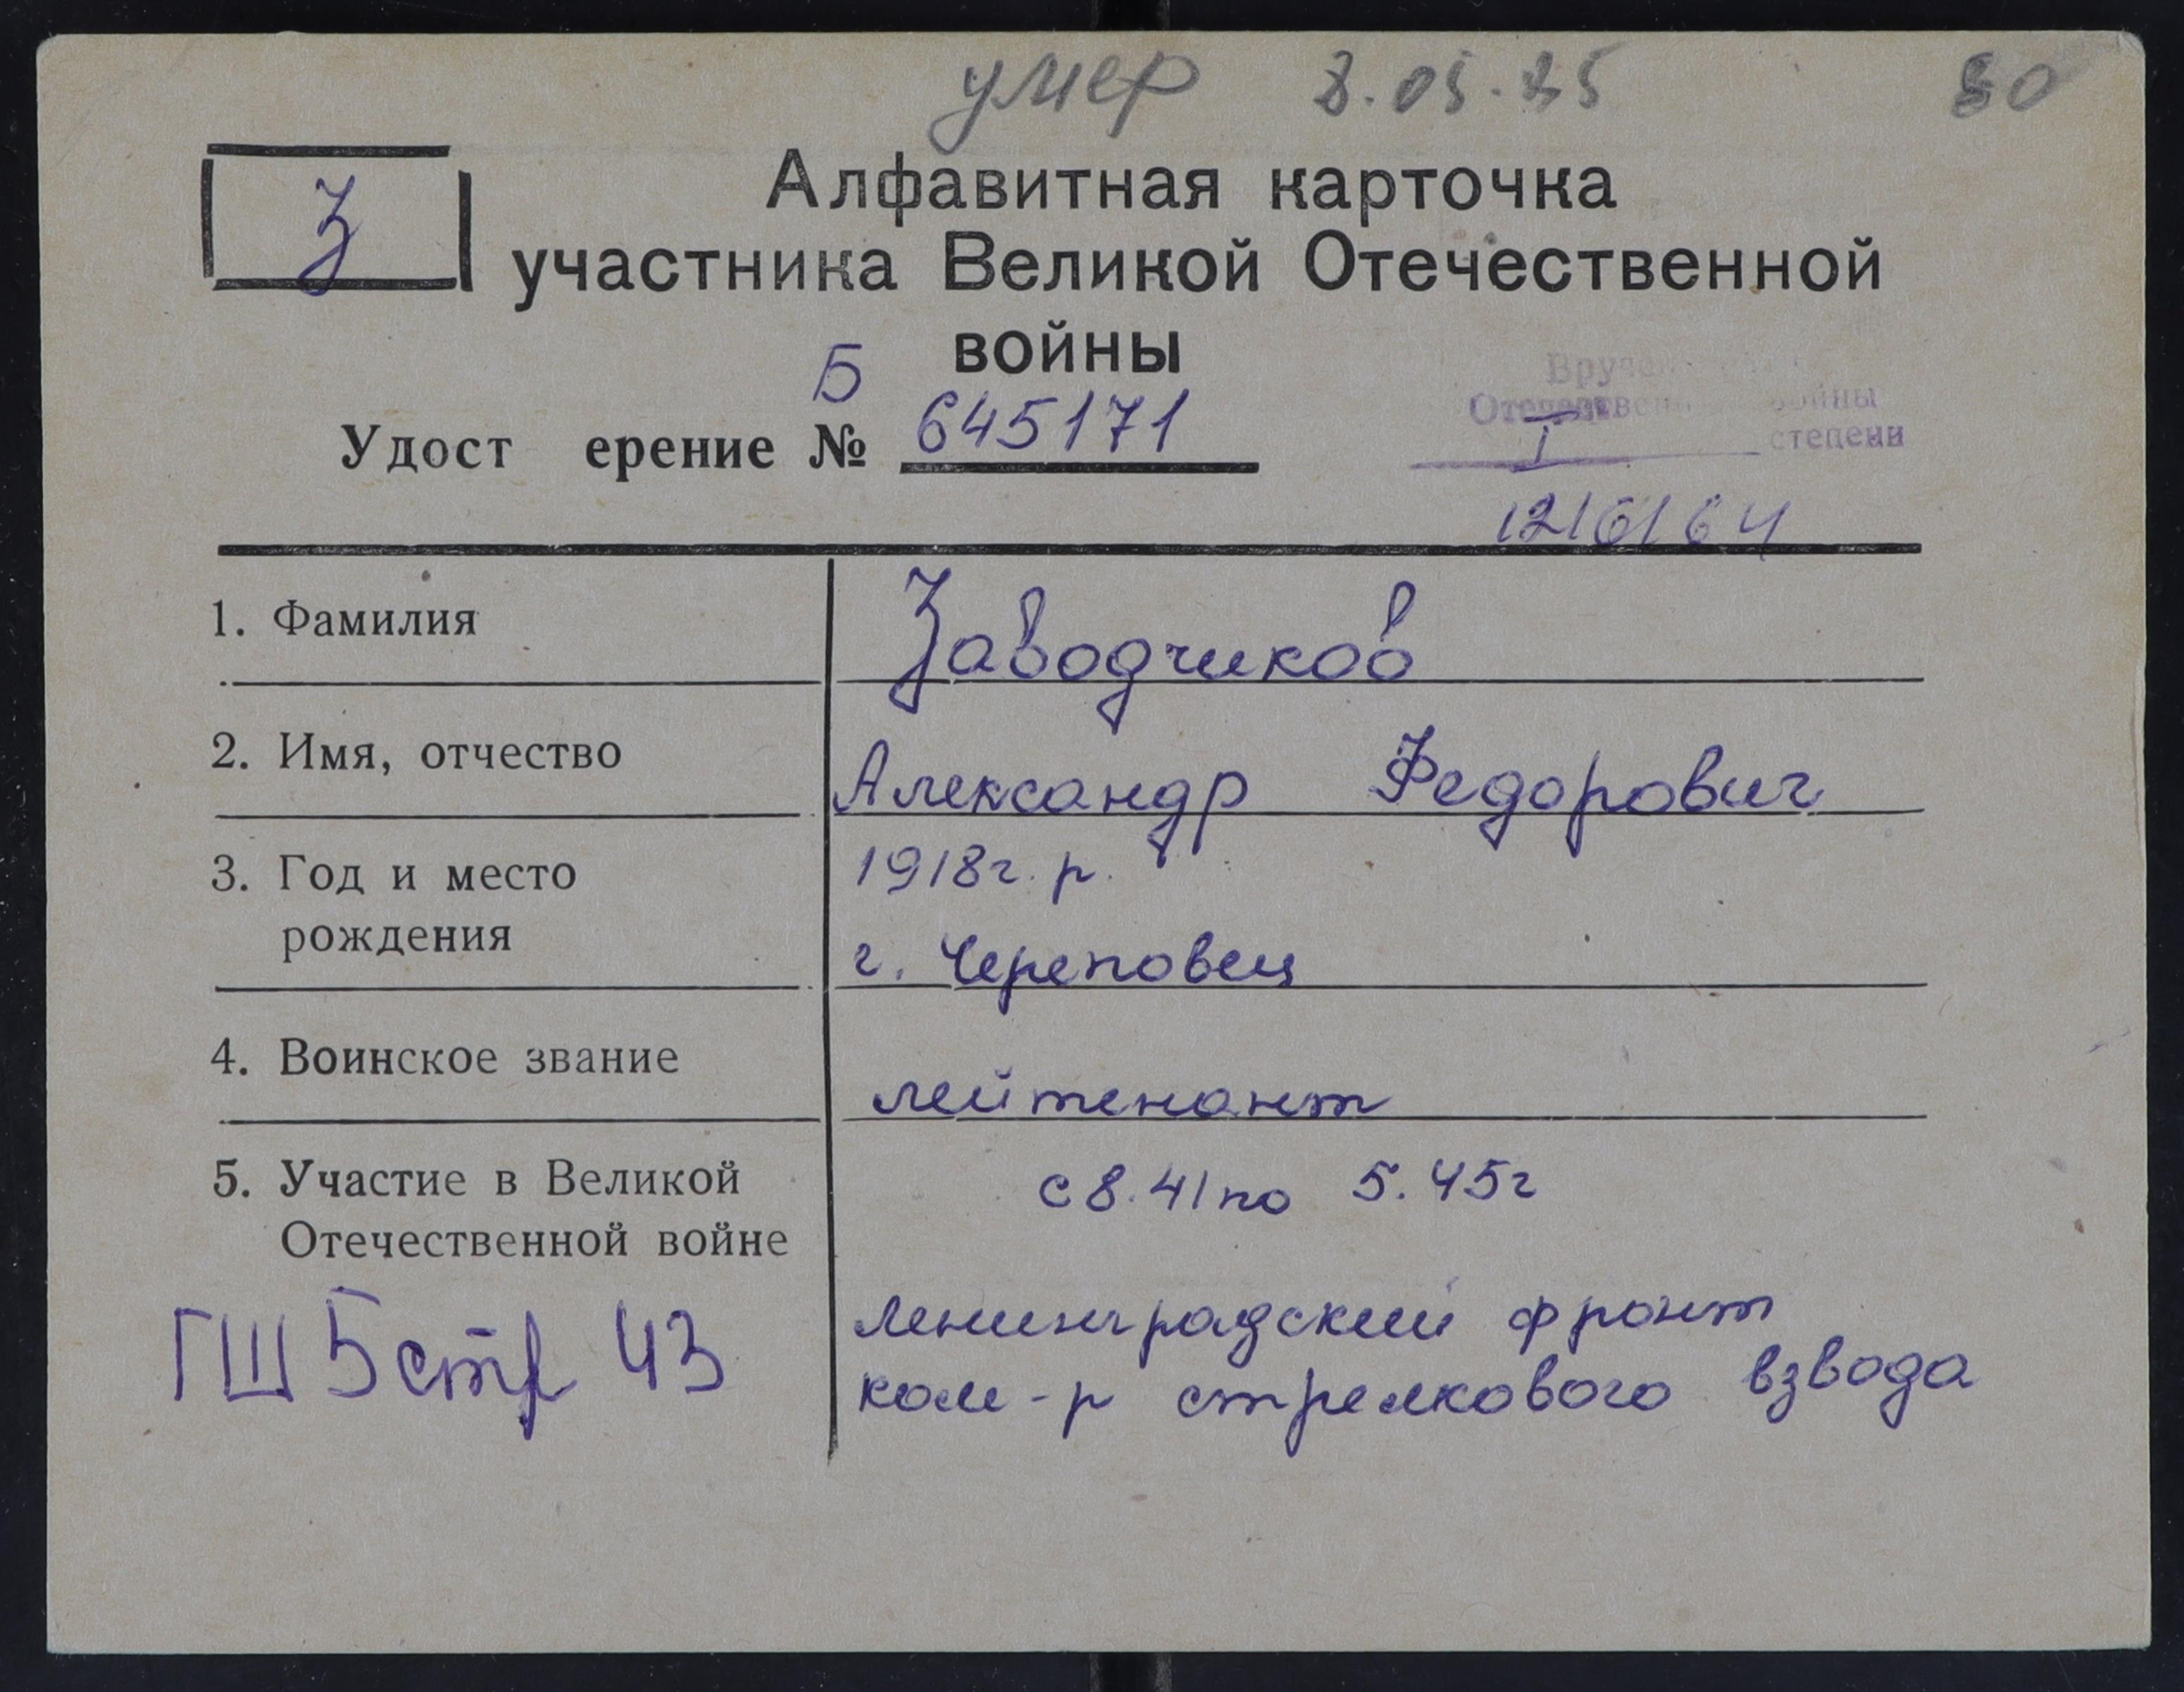 умер 8.05.85
80
З
Алфавитная карточка
участника Великой Отечественной
войны
Б
Удост ерение № 645171
Вручен
Отечествен войны
I степени
1216164
1. Фамилия Заводчиков
2. Имя, отчество Александр Федорович
3. Год и место 1918г. р.
рождения г. Череповец
4. Воинское звание лейтенант
5. Участие в Великой с 8.41 по 5.45г
Отечественной войне
Ленинградский фронт
ГШ Б стр 43 ком-р стрелкового взвода